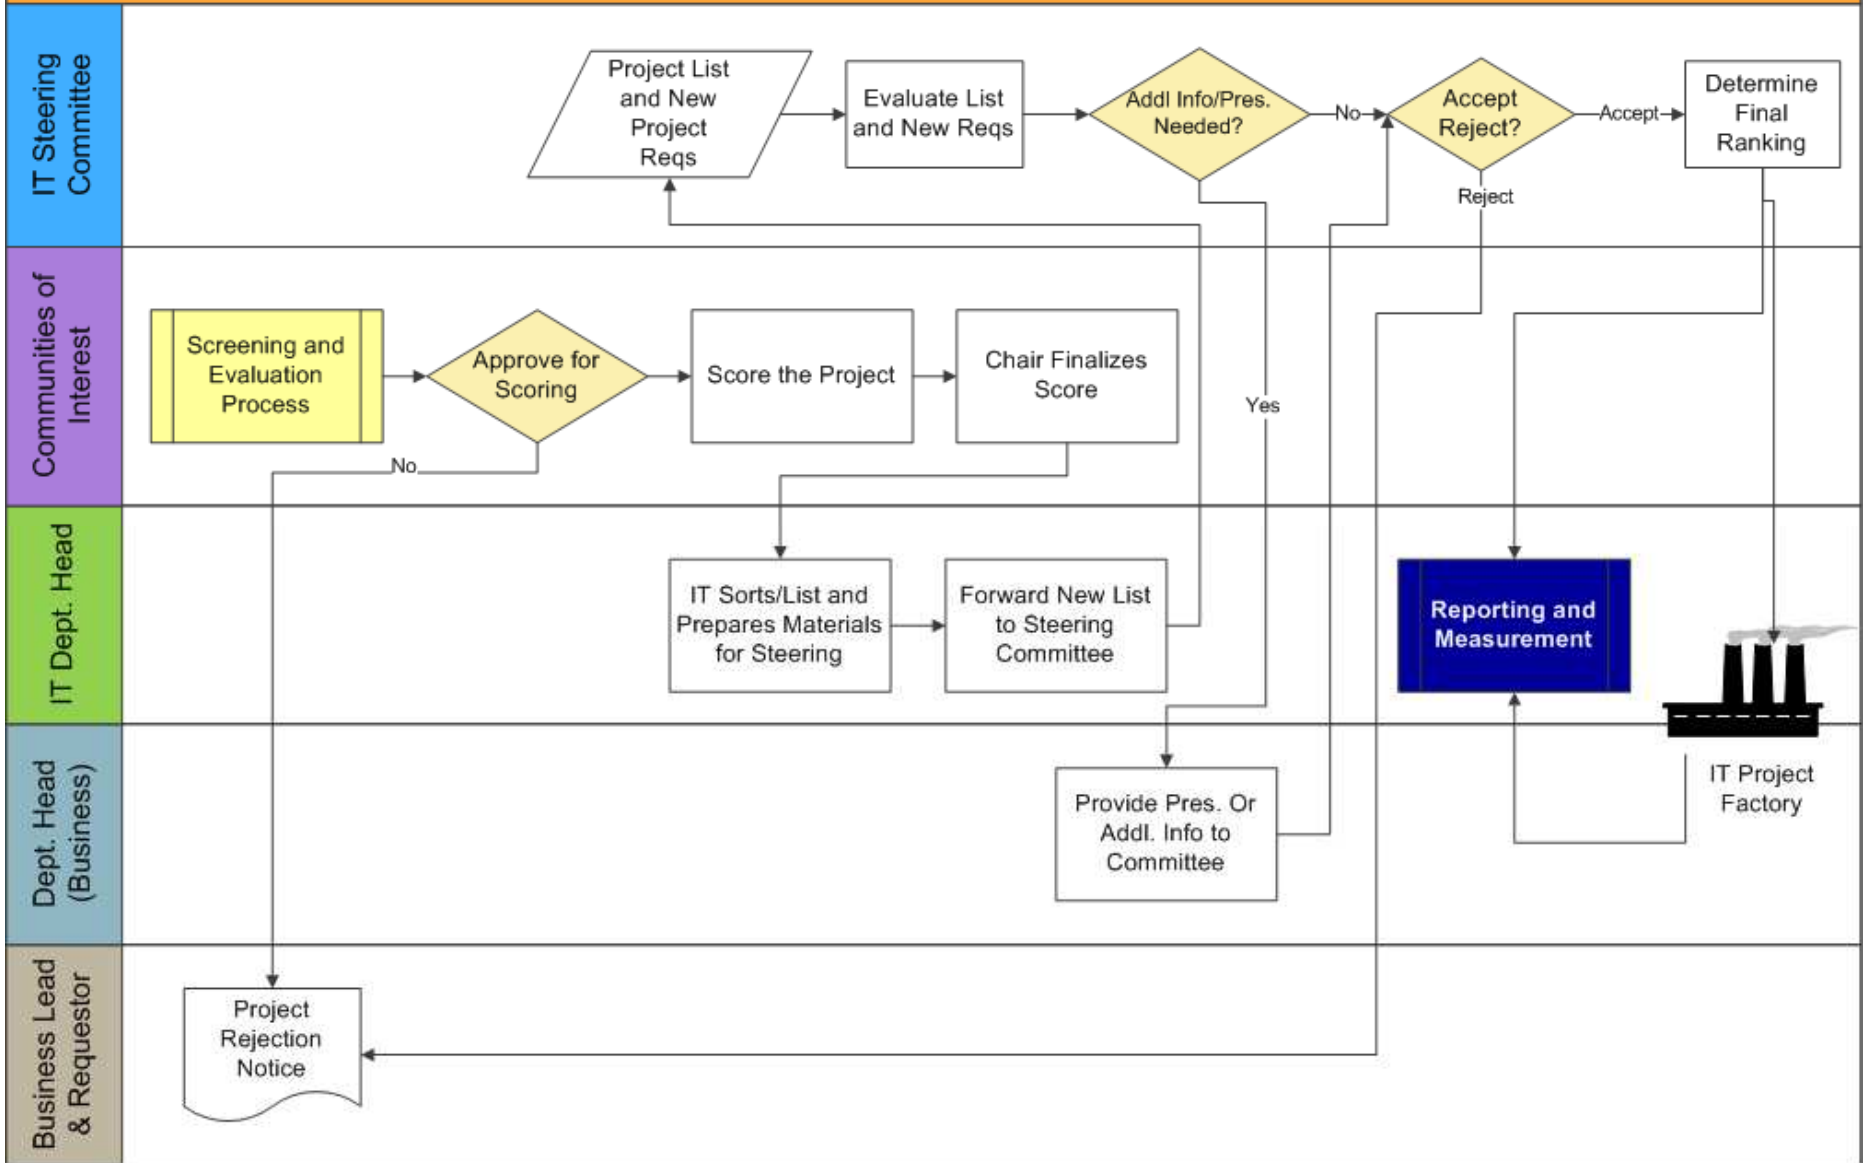 IT Steering
Committee
Project List
and New
Project
Reqs
Evaluate List
and New Reqs
Addl Info/Pres.
Needed?
No
Accept
Reject?
Accept
Determine
Final
Ranking
Reject
Communities of
Interest
Screening and
Evaluation
Process
Approve for
Scoring
Score the Project
Chair Finalizes
Score
Yes
No
IT Dept. Head
IT Sorts/List and
Prepares Materials
for Steering
Forward New List
to Steering
Committee
Reporting and
Measurement
Dept. Head
(Business)
Provide Pres. Or
Addl. Info to
Committee
IT Project
Factory
Business Lead
& Requestor
Project
Rejection
Notice